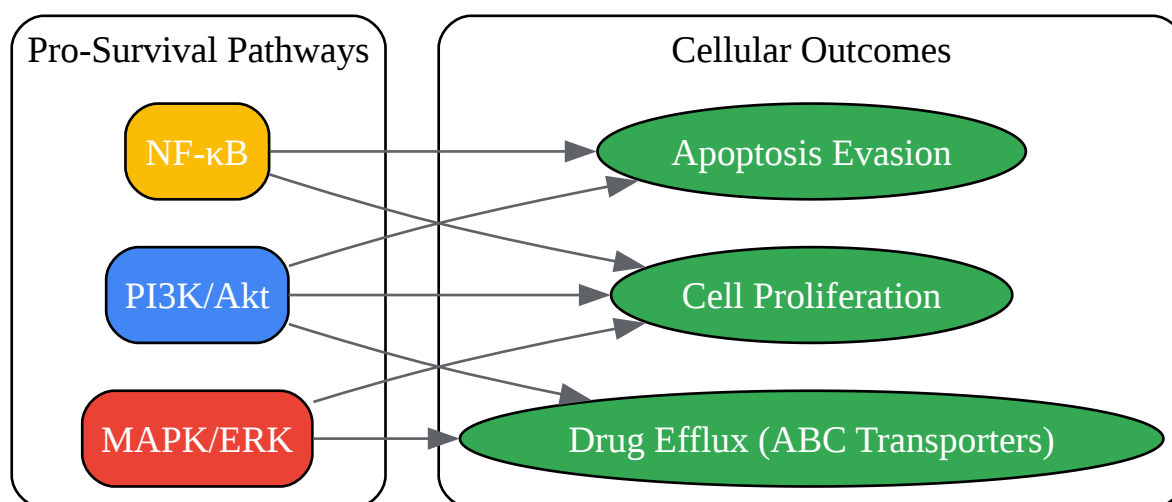 Pro-Survival Pathways
Cellular Outcomes
NF-κB
Apoptosis Evasion
PI3K/Akt
Cell Proliferation
MAPK/ERK
Drug Efflux (ABC Transporters)